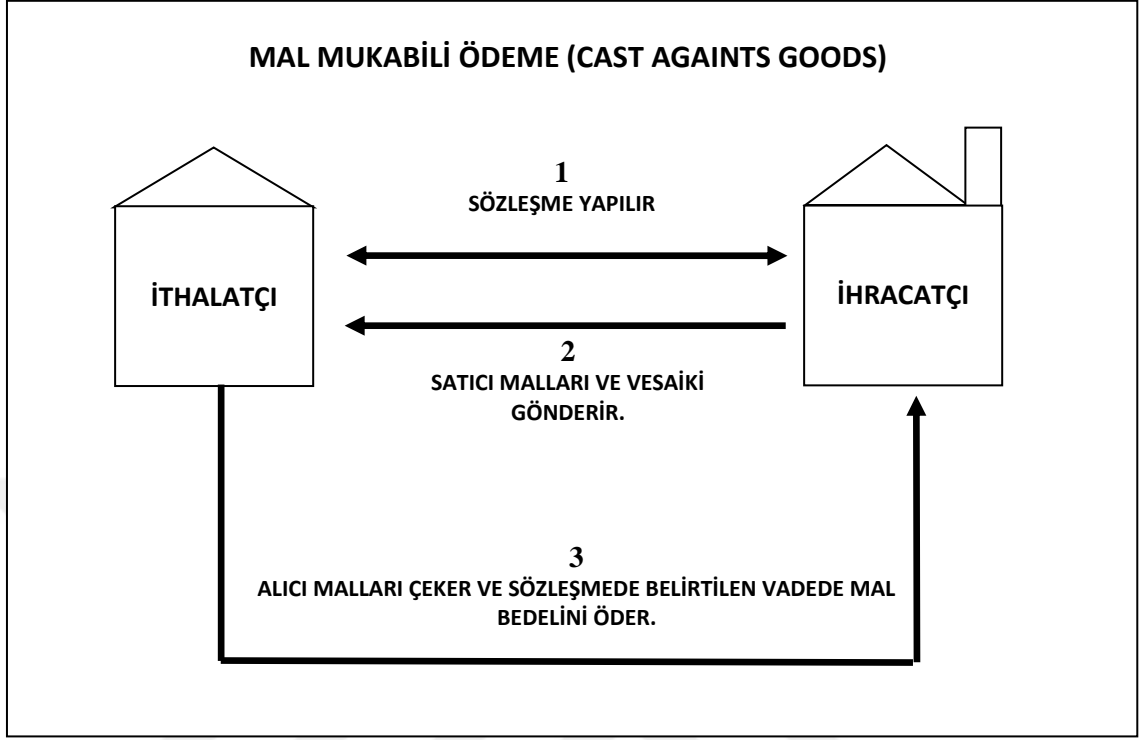 MAL MUKABİLİ ÖDEME (CAST AGAINTS GOODS)
1
SÖZLEŞME YAPILIR
İTHALATÇI
İHRACATÇI
2
SATICI MALLARI VE VESAİKİ
GÖNDERİR.
3
ALICI MALLARI ÇEKER VE SÖZLEŞMEDE BELİRTİLEN VADEDE MAL
BEDELİNİ ÖDER.